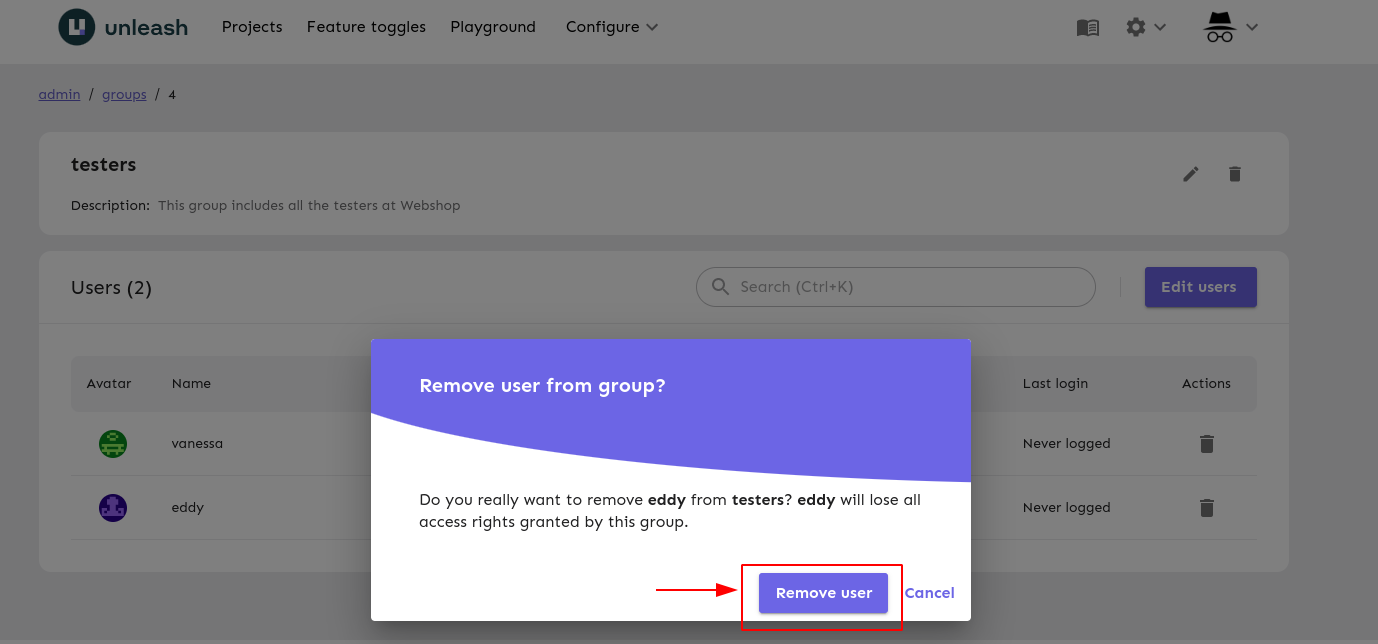 unleash Projects Feature toggles Playground Configure
admin / groups / 4
testers
Description: This group includes all the testers at Webshop
Users (2) Search (Ctrl+K) Edit users
Avatar Name Last login Actions
vanessa Never logged
eddy Never logged
Remove user from group?
Do you really want to remove eddy from testers? eddy will lose all
access rights granted by this group.
Remove user Cancel